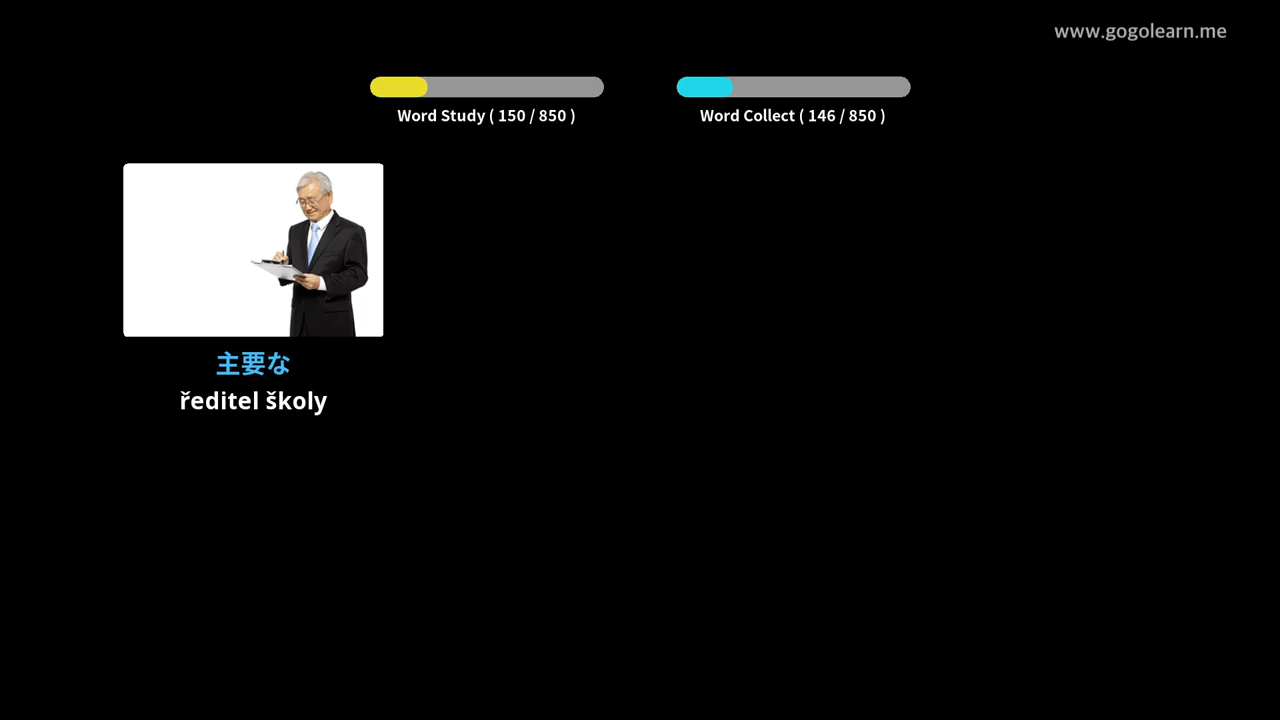 www.gogolearn.me
Word Study ( 150 / 850 )
Word Collect ( 146 / 850 )
主要な
ředitel školy